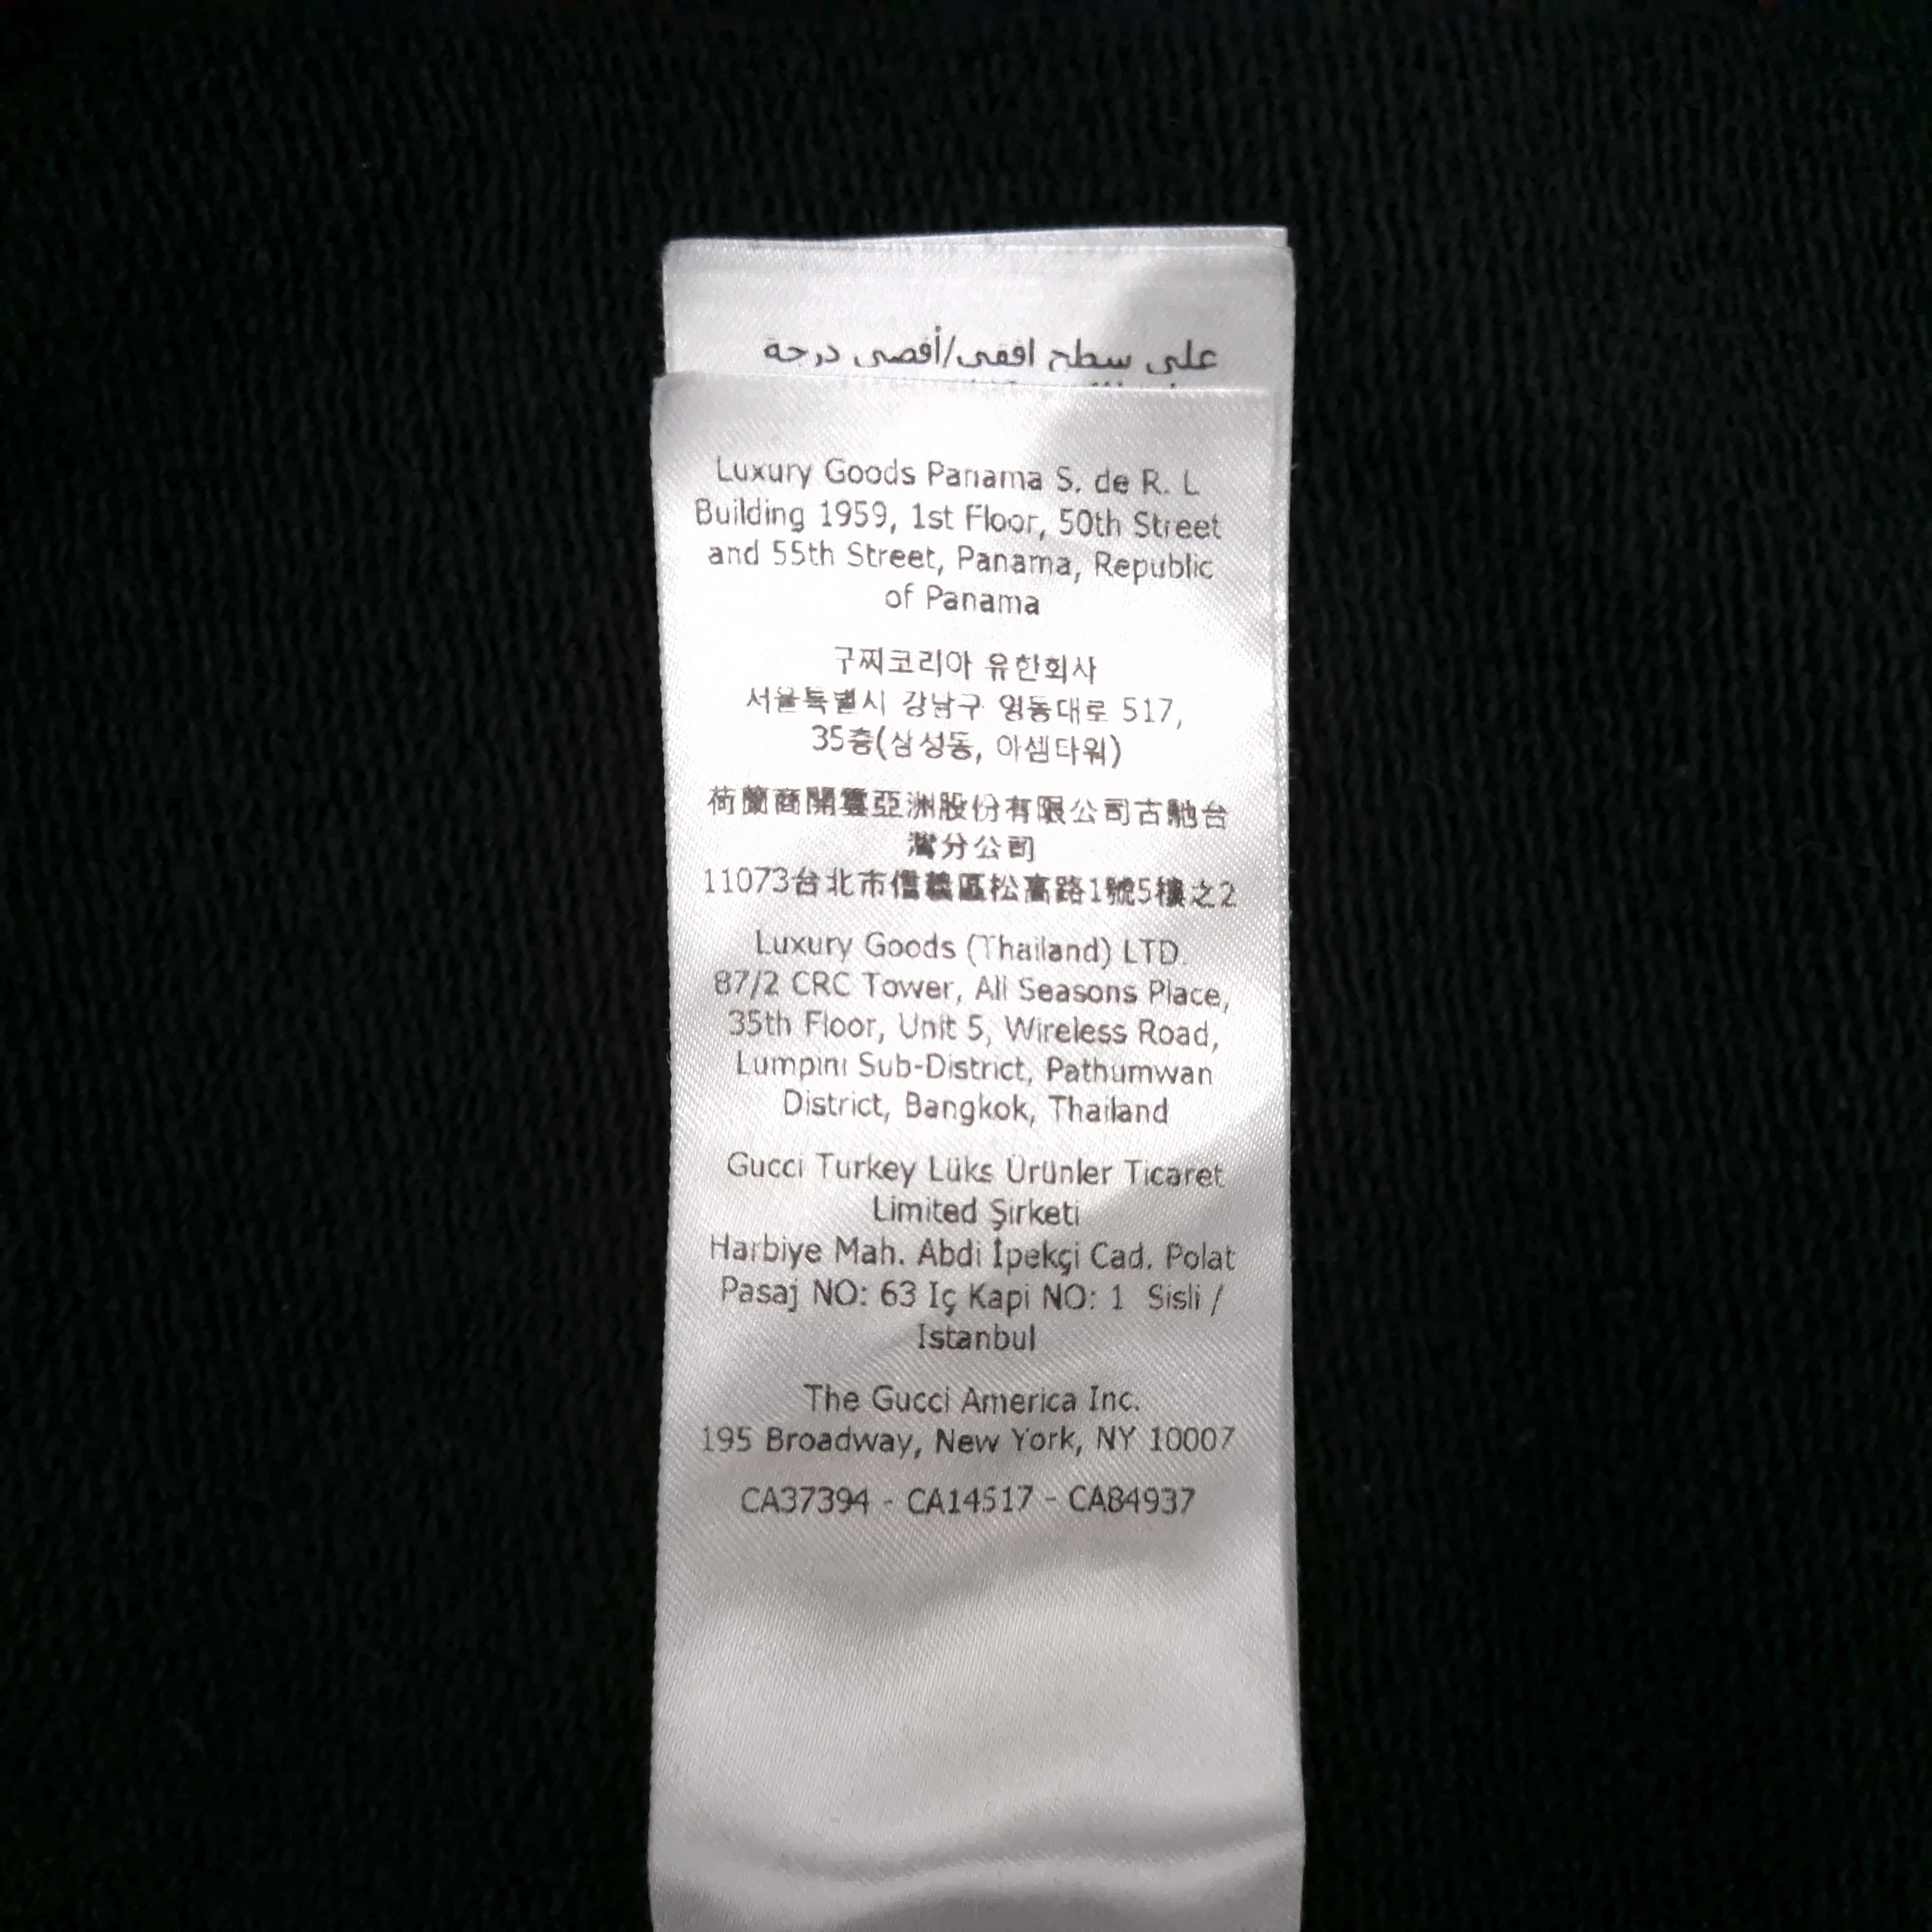 على سطح افقى/أقصى درجة
Luxury Goods Panama S. de R. L
Building 1959, 1st Floor, 50th Street
and 55th Street, Panama, Republic
of Panama
구찌코리아 유한회사
서울특별시 강남구 영동대로 517,
35층(삼성동, 아셈타워)
荷蘭商開雲亞洲股份有限公司古馳台
灣分公司
11073台北市信義區松高路1號5樓之2
Luxury Goods (Thailand) LTD.
87/2 CRC Tower, All Seasons Place,
35th Floor, Unit 5, Wireless Road,
Lumpini Sub-District, Pathumwan
District, Bangkok, Thailand
Gucci Turkey Lüks Ürünler Ticaret
Limited Şirketi
Harbiye Mah. Abdi İpekçi Cad. Polat
Pasaj NO: 63 Iç Kapi NO: 1 Sisli /
Istanbul
The Gucci America Inc.
195 Broadway, New York, NY 10007
CA37394 - CA14517 - CA84937